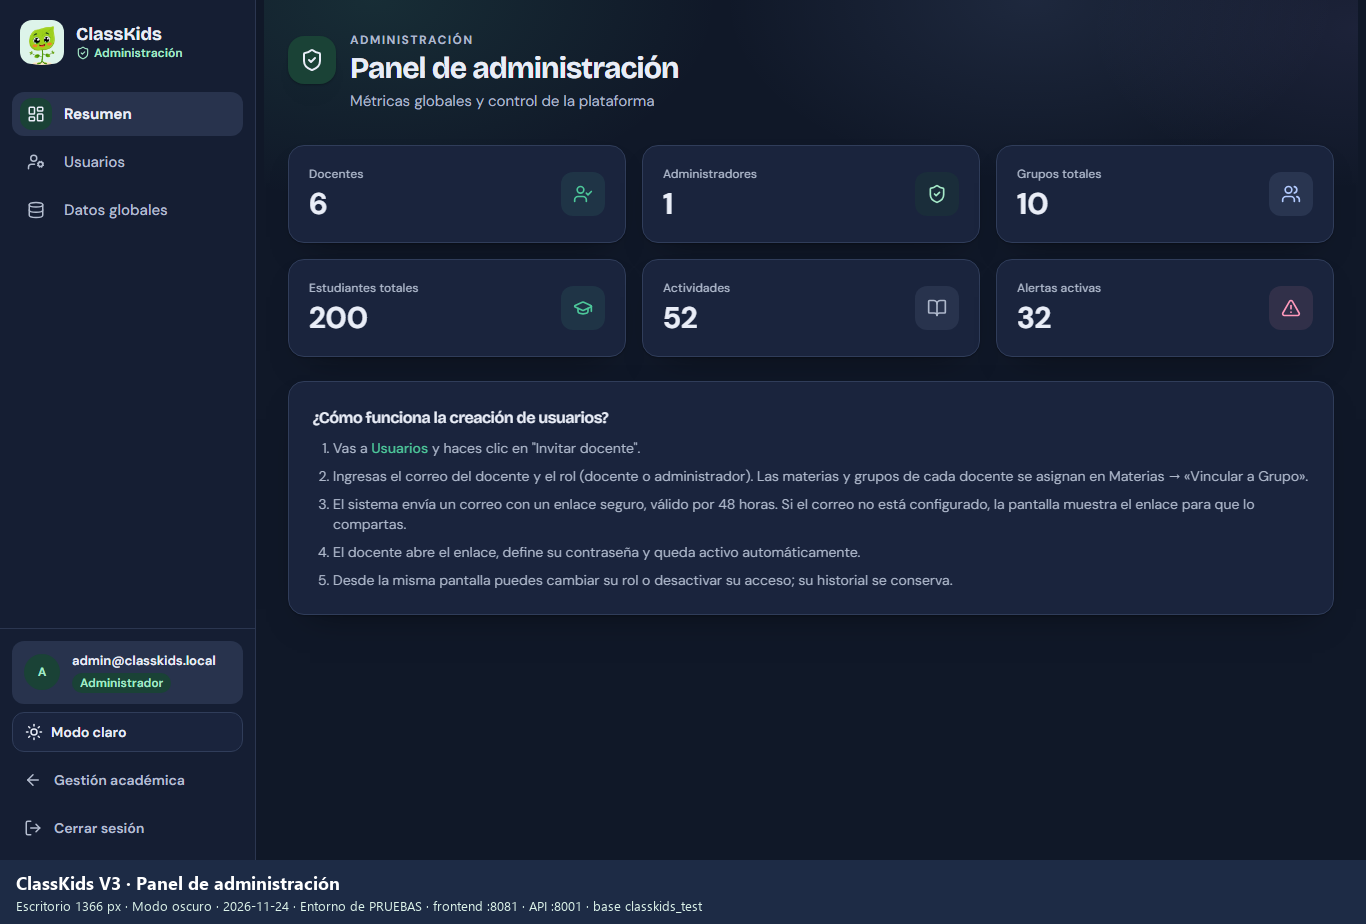 ClassKids
Administración
Resumen
Usuarios
Datos globales
admin@classkids.local
A
Administrador
Modo claro
Gestión académica
Cerrar sesión
ADMINISTRACIÓN
Panel de administración
Métricas globales y control de la plataforma
Docentes
6
Administradores
1
Grupos totales
10
Estudiantes totales
200
Actividades
52
Alertas activas
32
¿Cómo funciona la creación de usuarios?
1. Vas a Usuarios y haces clic en "Invitar docente".
2. Ingresas el correo del docente y el rol (docente o administrador). Las materias y grupos de cada docente se asignan en Materias → «Vincular a Grupo».
3. El sistema envía un correo con un enlace seguro, válido por 48 horas. Si el correo no está configurado, la pantalla muestra el enlace para que lo
compartas.
4. El docente abre el enlace, define su contraseña y queda activo automáticamente.
5. Desde la misma pantalla puedes cambiar su rol o desactivar su acceso; su historial se conserva.
ClassKids V3 · Panel de administración
Escritorio 1366 px · Modo oscuro · 2026-11-24 · Entorno de PRUEBAS · frontend :8081 · API :8001 · base classkids_test